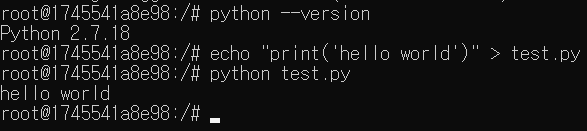 root@1745541a8e98:/# python --version
Python 2.7.18
root@1745541a8e98:/# echo "print('hello world')" > test.py
root@1745541a8e98:/# python test.py
hello world
root@1745541a8e98:/#